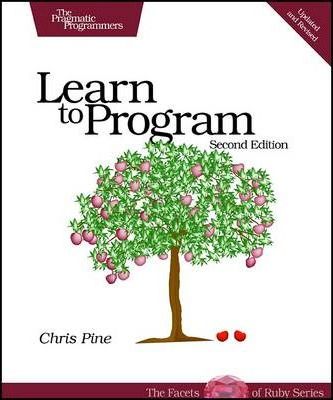 The
Pragmatic
Programmers
Updated
and Revised
Learn
to Program
Second Edition
Chris Pine
The Facets of Ruby Series